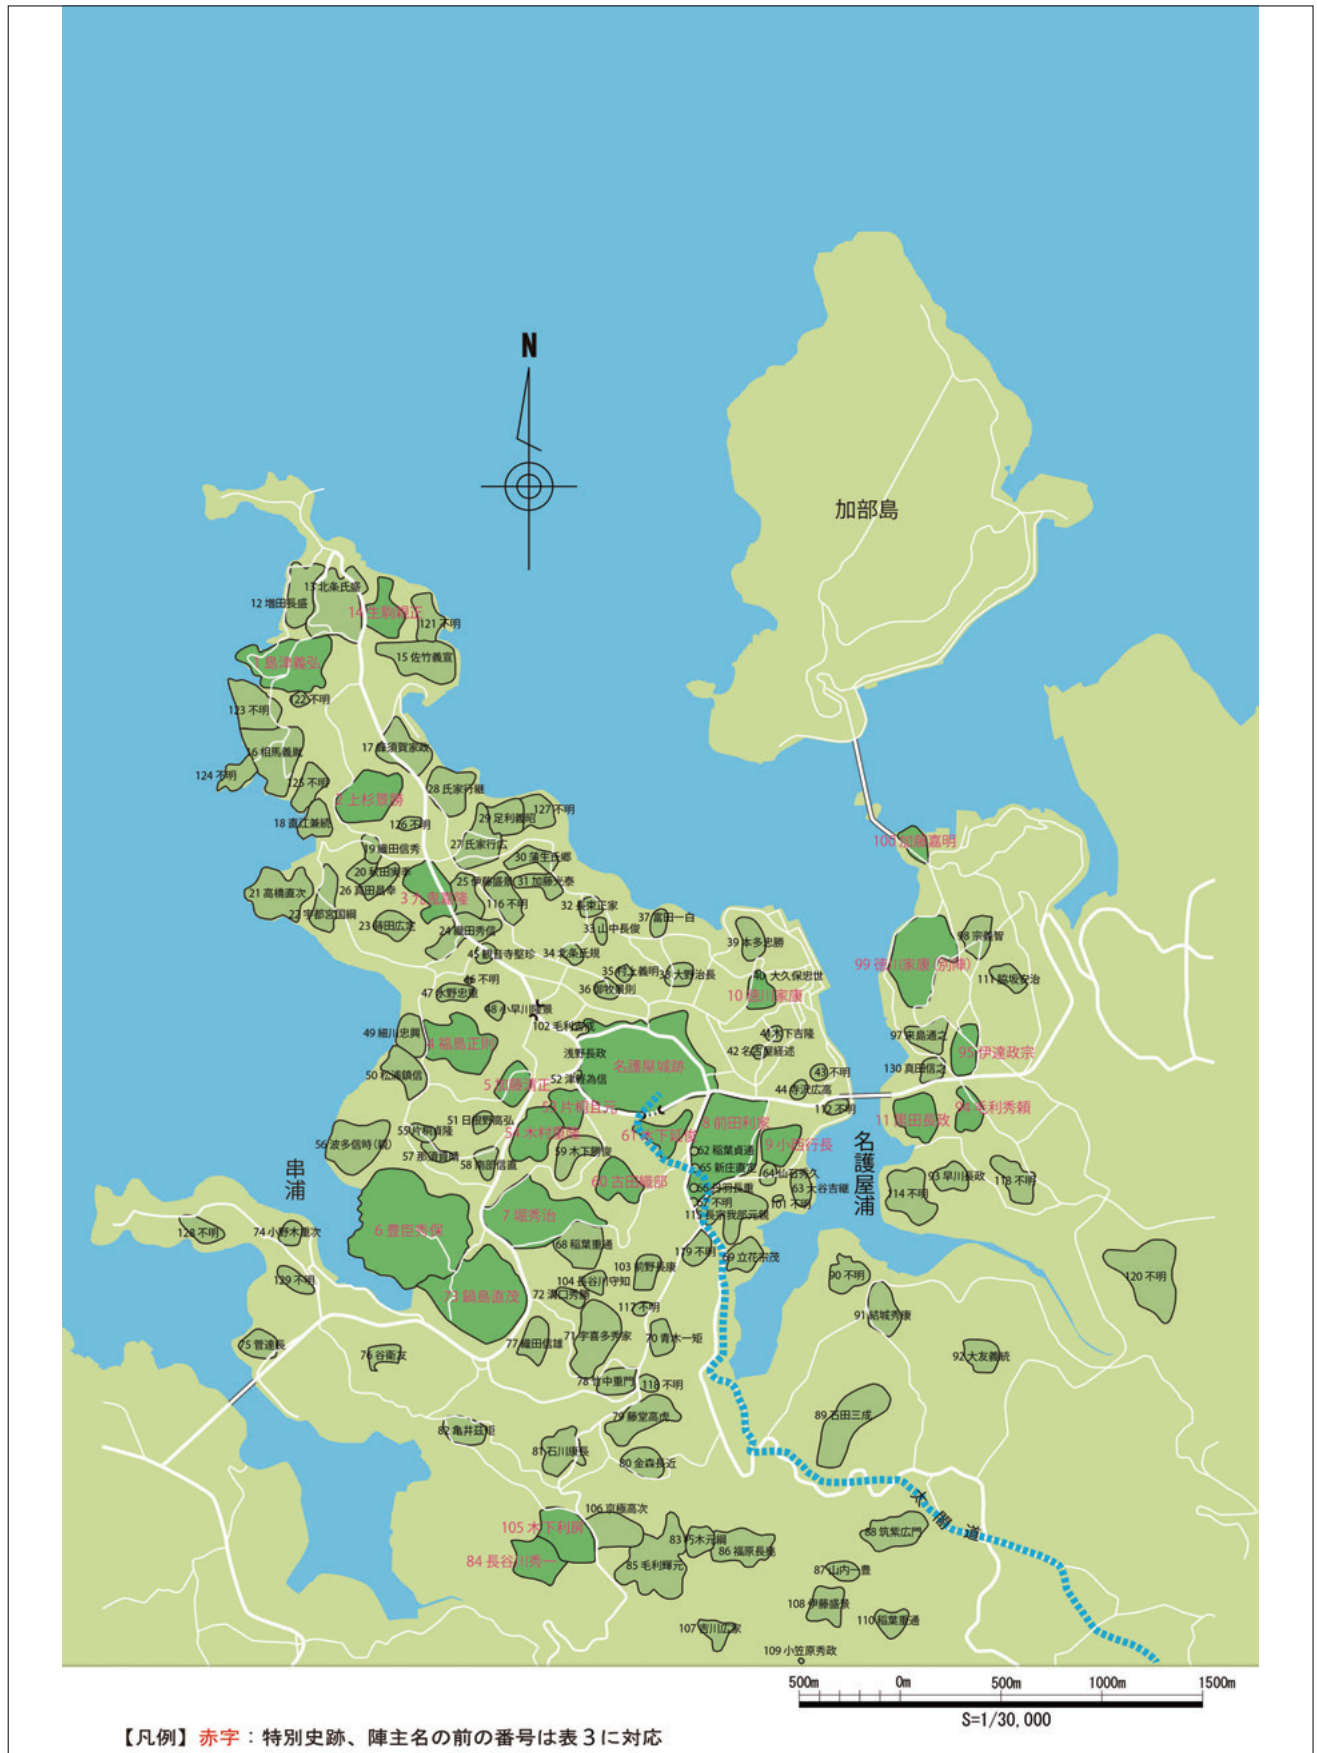 N
加部島
13 北条氏盛
12 増田長盛
14 生駒親正
121 不明
15 佐竹義宣
1 島津義弘
122 不明
123 不明
17 蜂須賀家政
16 相馬義胤
124 不明
125 不明
28 氏家行継
2 上杉景勝
29 足利義昭
127 不明
18 直江兼続
126 不明
100 加藤嘉明
19 織田信秀
27 氏家行広
30 蒲生氏郷
20 秋田実季
25 伊藤盛景
31 加藤光泰
21 高橋直次
26 真田昌幸
3 九鬼嘉隆
116 不明
32 長束正家
22 宇都宮国綱
37 富田一白
23 蒔田広定
24 織田秀信
33 山中長俊
39 本多忠勝
98 宗義智
45 観音寺堅珍
34 北条氏規
99 徳川家康(別陣)
35 村上義明
38 大野治長
40 大久保忠世
111 脇坂安治
46 不明
47 水野忠重
36 御牧景則
10 徳川家康
48 小早川隆景
102 毛利吉成
49 細川忠興
4 福島正則
41 木下吉隆
97 来島通之
浅野長政
42 名古屋経述
95 伊達政宗
名護屋城跡
130 真田信之
50 松浦鎮信
5 加藤清正
52 津軽為信
43 不明
44 寺沢広高
53 片桐且元
112 不明
94 毛利秀頼
51 日根野高弘
8 前田利家
11 黒田長政
55 片桐貞隆
54 木村重隆
61 木下延俊
9 小西行長
56 波多信時(親)
59 木下勝俊
62 稲葉貞通
名護屋浦
57 那須資晴
58 南部信直
65 新庄直定
64 仙石秀久
93 早川長政
113 不明
串浦
60 古田織部
66 丹羽長重
63 大谷吉継
114 不明
67 不明
101 不明
6 豊臣秀保
7 堀秀治
115 長宗我部元親
128 不明
74 小野木重次
68 稲葉重通
119 不明
69 立花宗茂
103 前野長康
90 不明
120 不明
129 不明
104 長谷川守知
73 鍋島直茂
72 溝口秀勝
117 不明
91 結城秀康
75 菅達長
77 織田信雄
71 宇喜多秀家
70 青木一矩
76 谷衛友
92 大友義統
78 竹中重門
118 不明
79 藤堂高虎
89 石田三成
82 亀井茲矩
81 石川康長
80 金森長近
太閤道
106 京極高次
105 木下利房
88 筑紫広門
83 朽木元綱
86 福原長堯
84 長谷川秀一
85 毛利輝元
87 山内一豊
108 伊藤盛景
110 稲葉重通
107 吉川広家
109 小笠原秀政
500m 0m 500m 1000m 1500m
S=1/30,000
【凡例】赤字：特別史跡、陣主名の前の番号は表３に対応